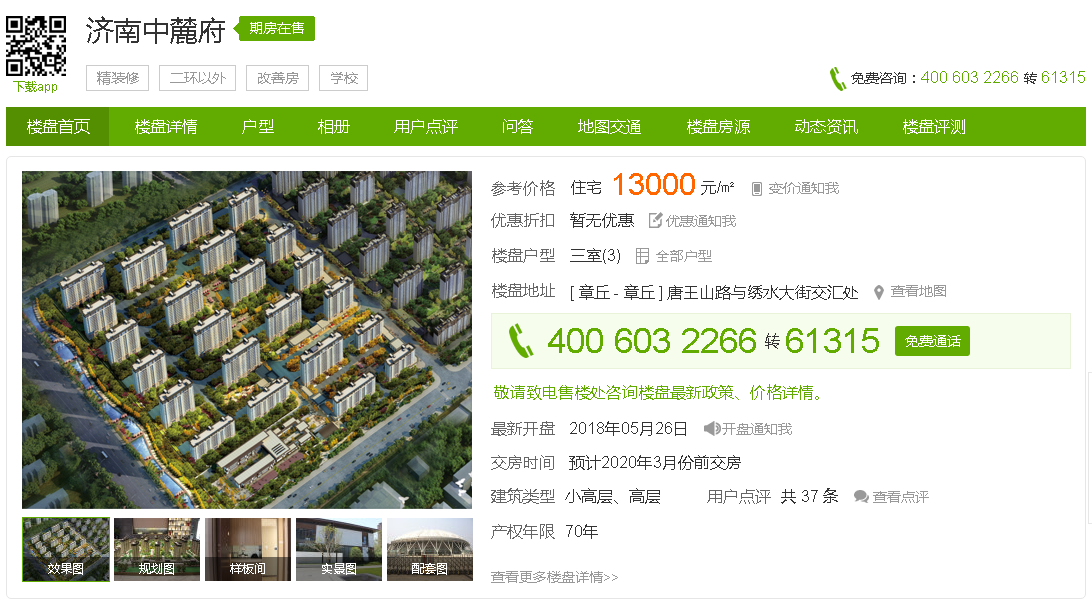 济南中麓府 期房在售
精装修 二环以外 改善房 学校
下载app
免费咨询：400 603 2266 转 61315
楼盘首页 楼盘详情 户型 相册 用户点评 问答 地图交通 楼盘房源 动态资讯 楼盘评测
参考价格 住宅 13000 元/㎡ 变价通知我
优惠折扣 暂无优惠 优惠通知我
楼盘户型 三室(3) 全部户型
楼盘地址 [ 章丘 - 章丘 ] 唐王山路与绣水大街交汇处 查看地图
400 603 2266 转 61315 免费通话
敬请致电售楼处咨询楼盘最新政策、价格详情。
最新开盘 2018年05月26日 开盘通知我
交房时间 预计2020年3月份前交房
建筑类型 小高层、高层 用户点评 共 37 条 查看点评
产权年限 70年
查看更多楼盘详情>>
效果图 规划图 样板间 实景图 配套图